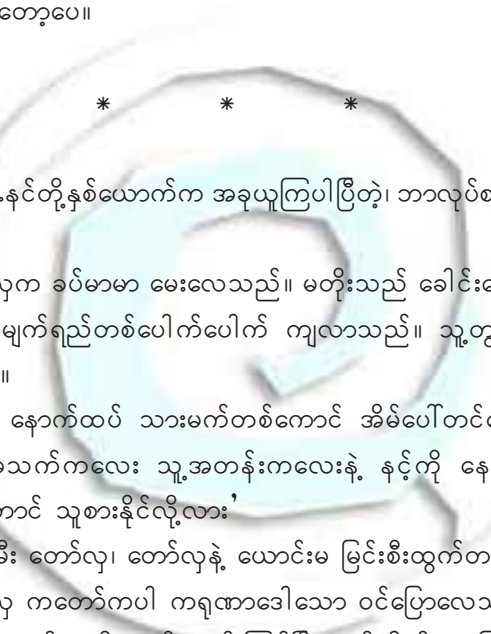 တော့ပေ။
* * *
နင်တို့နှစ်ယောက်က အခုယူကြပါပြီတဲ့၊ ဘာလုပ်စ
လှက ခပ်မာမာ မေးလေသည်။ မတိုးသည် ခေါင်း
မျက်ရည်တစ်ပေါက်ပေါက် ကျလာသည်။ သူ့တွ
။
နောက်ထပ် သားမက်တစ်ကောင် အိမ်ပေါ်တင်
အသက်ကလေး သူ့အတန်းကလေးနဲ့ နင့်ကို နေ
ကောင် သူစားနိုင်လို့လား'
မီး တော်လှ၊ တော်လှနဲ့ ယောင်းမ မြင်းစီးထွက်တ
လှ ကတော်ကပါ ကရုဏာဒေါသော ဝင်ပြောလေသ